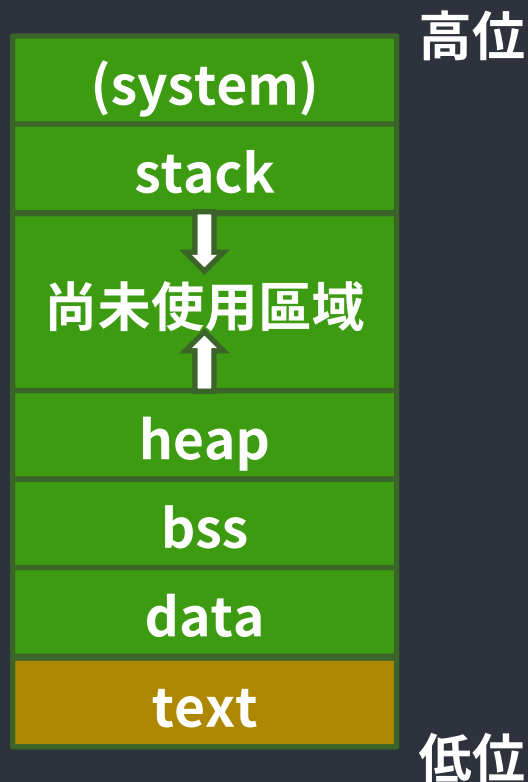 高位
(system)
stack
尚未使用區域
heap
bss
data
text
低位